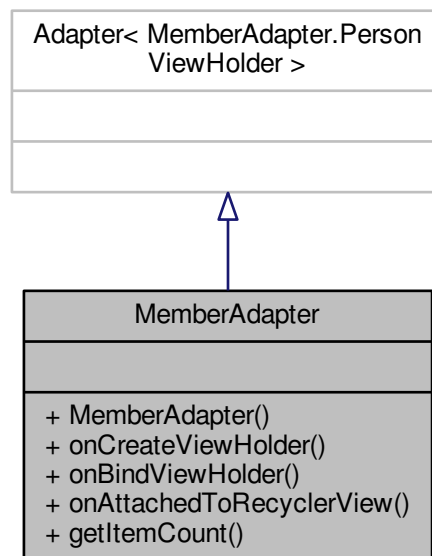 Adapter< MemberAdapter.Person
ViewHolder >
MemberAdapter
+ MemberAdapter()
+ onCreateViewHolder()
+ onBindViewHolder()
+ onAttachedToRecyclerView()
+ getItemCount()